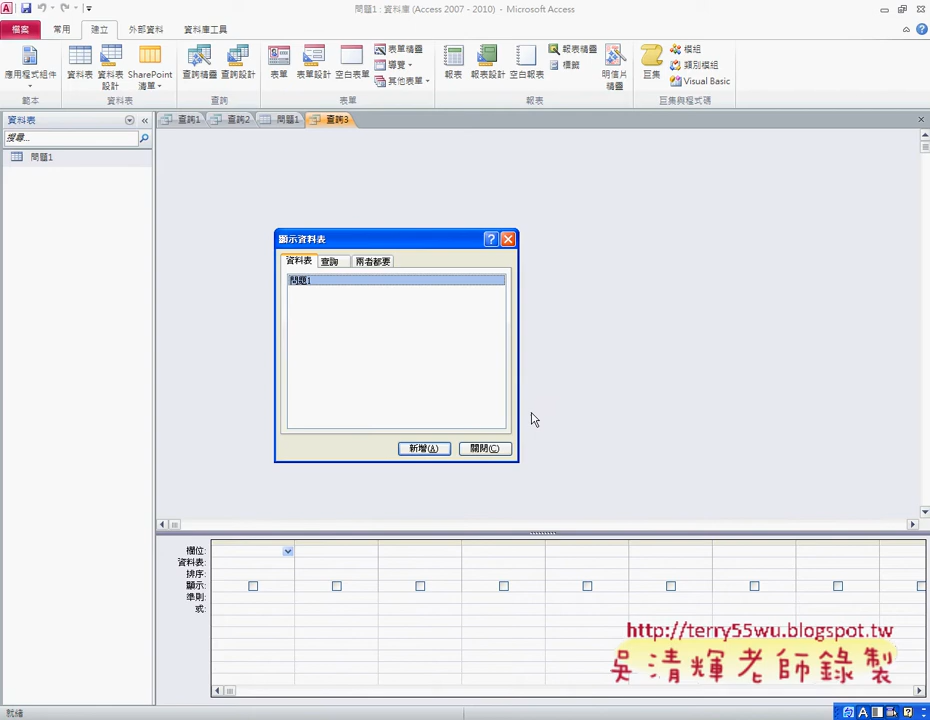 問題1 : 資料庫 (Access 2007 - 2010) - Microsoft Access
檔案 常用 建立 外部資料 資料庫工具
應用程式組件 資料表 資料表設計 SharePoint 清單 查詢精靈 查詢設計 表單 表單設計 空白表單 表單精靈 導覽 其他表單 報表 報表設計 空白報表 報表精靈 標籤 明信片精靈 巨集 模組 類別模組 Visual Basic
範本 資料表 查詢 表單 報表 巨集與程式碼
資料表 «
查詢1 查詢2 問題1 查詢3
搜尋...
問題1
顯示資料表
資料表 查詢 兩者都要
問題1
新增(A) 關閉(C)
欄位:
資料表:
排序:
顯示:
準則:
或:
http://terry55wu.blogspot.tw
吳清輝老師錄製
就緒